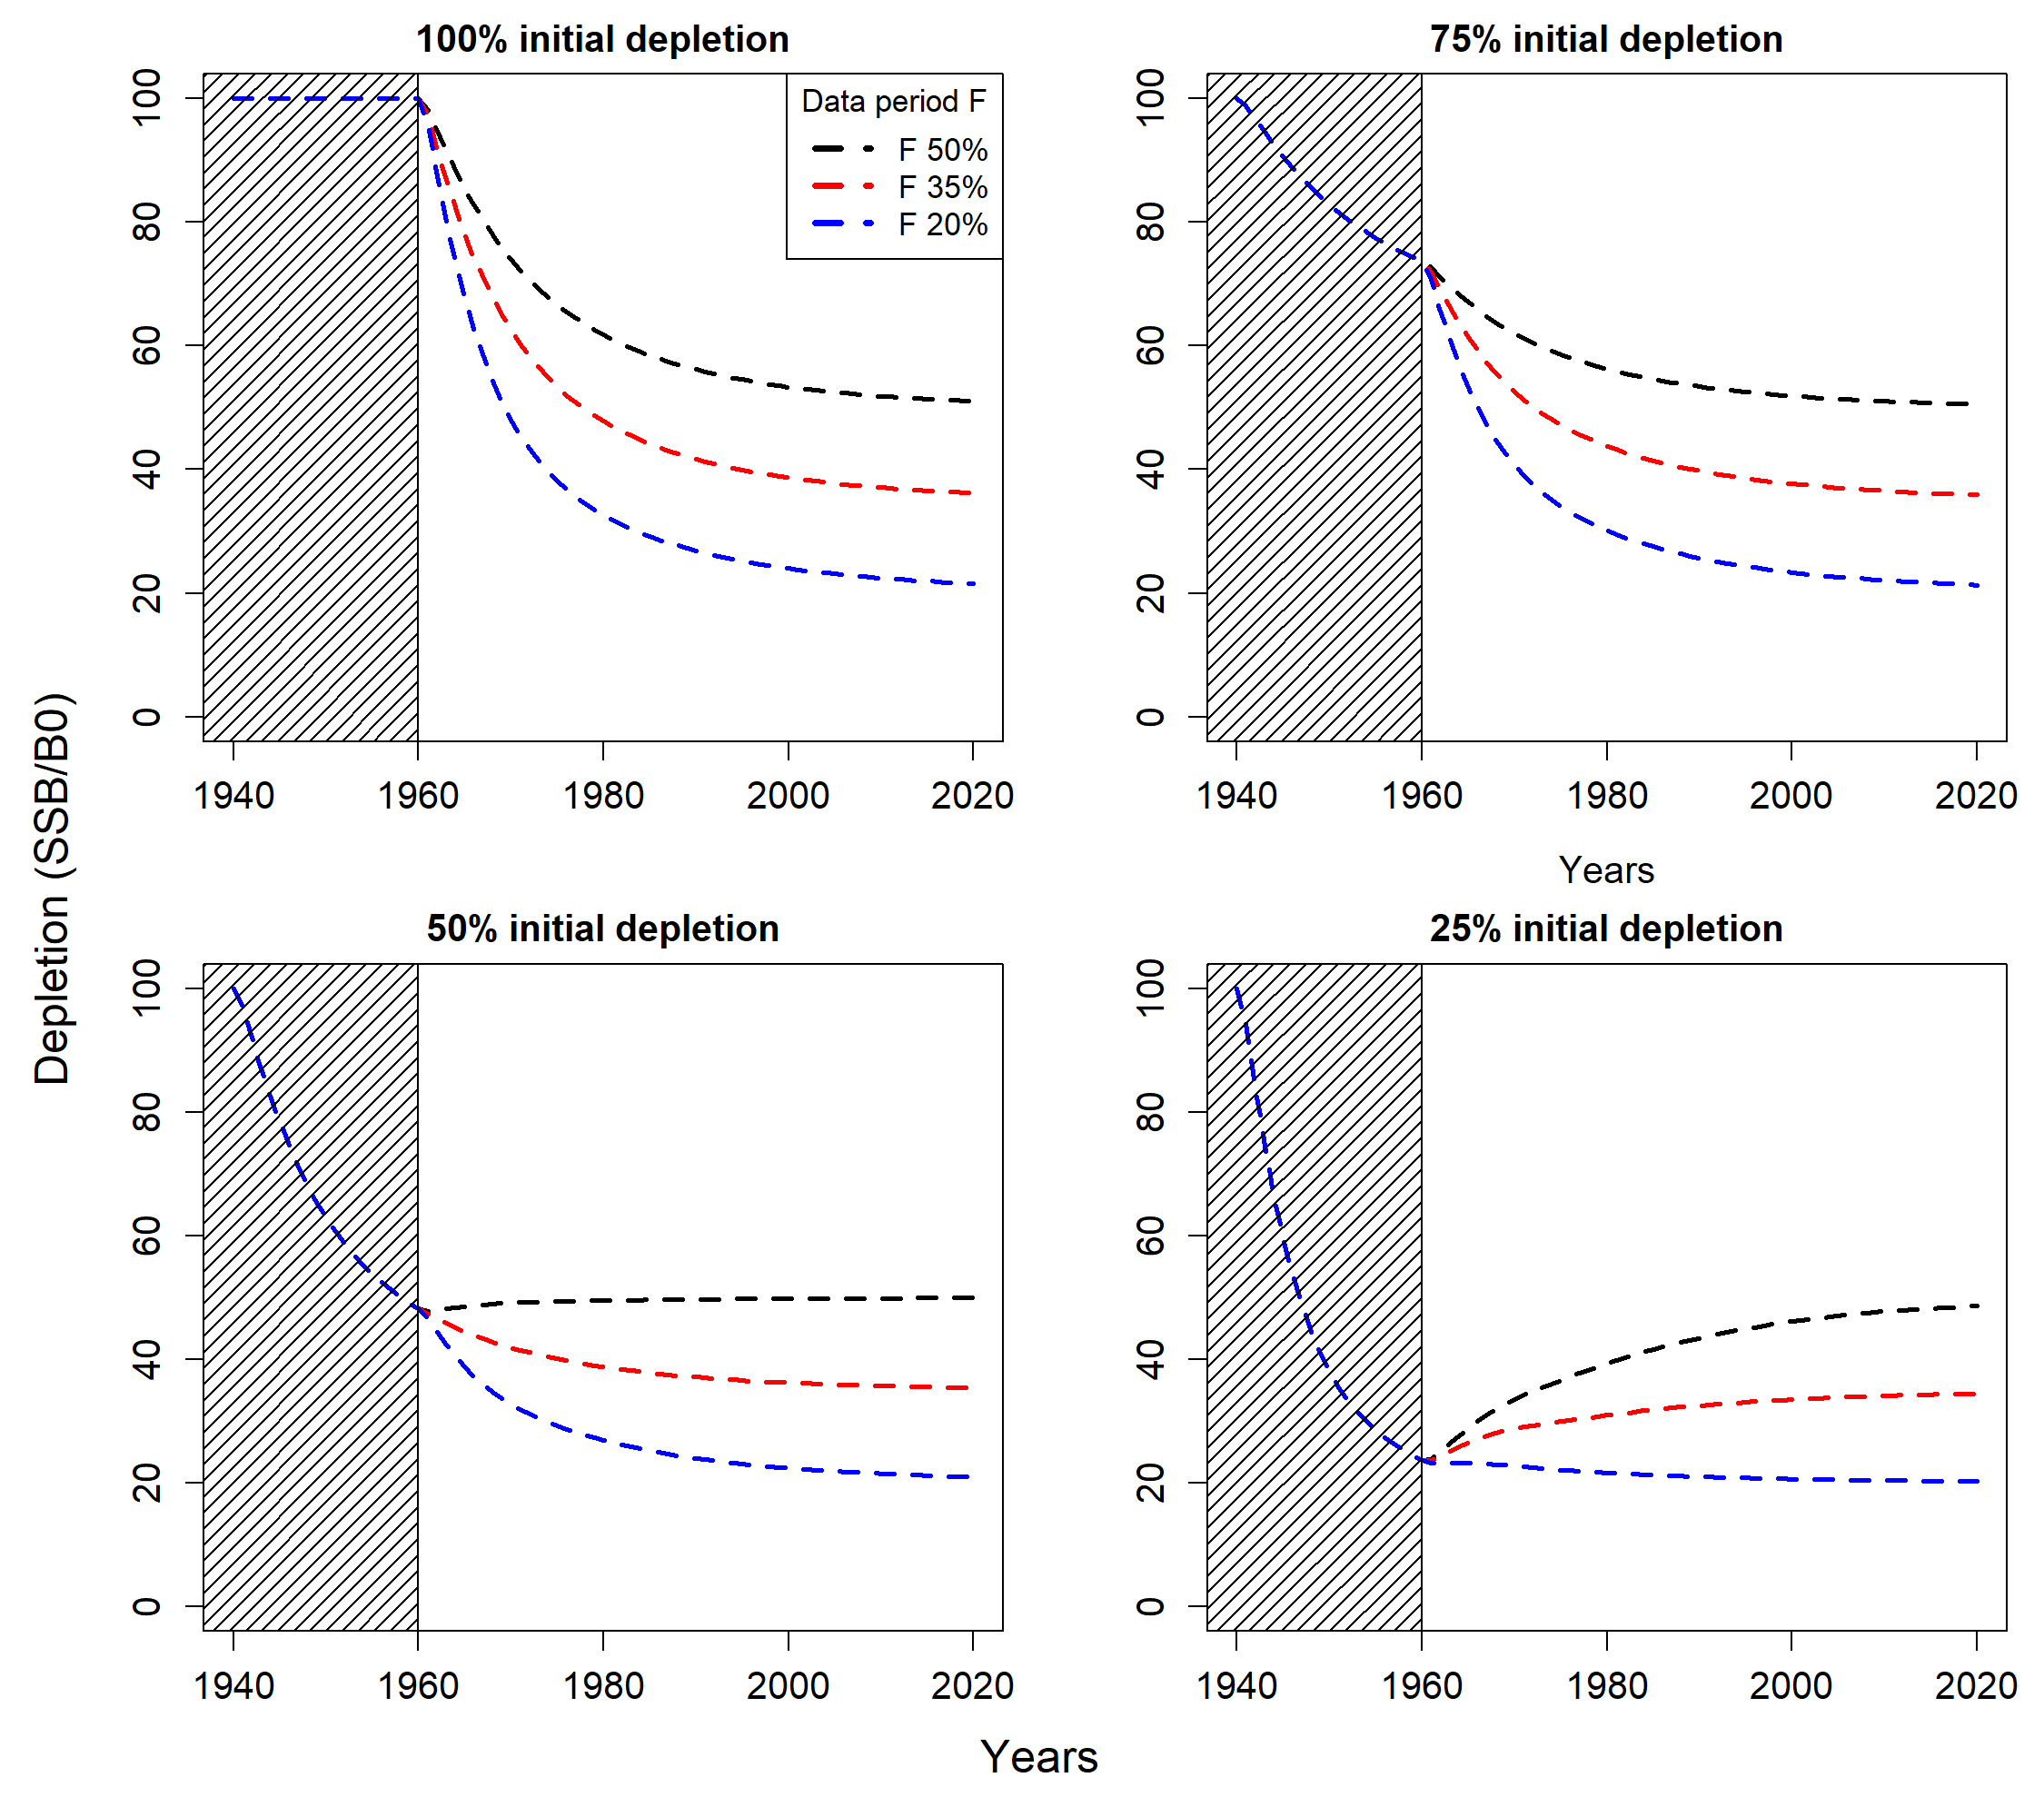 100% initial depletion
100
80
60
40
20
0
1940 1960 1980 2000 2020
Data period F
F 50%
F 35%
F 20%
75% initial depletion
100
80
60
40
20
0
1940 1960 1980 2000 2020
Years
Depletion (SSB/B0)
50% initial depletion
100
80
60
40
20
0
1940 1960 1980 2000 2020
25% initial depletion
100
80
60
40
20
0
1940 1960 1980 2000 2020
Years